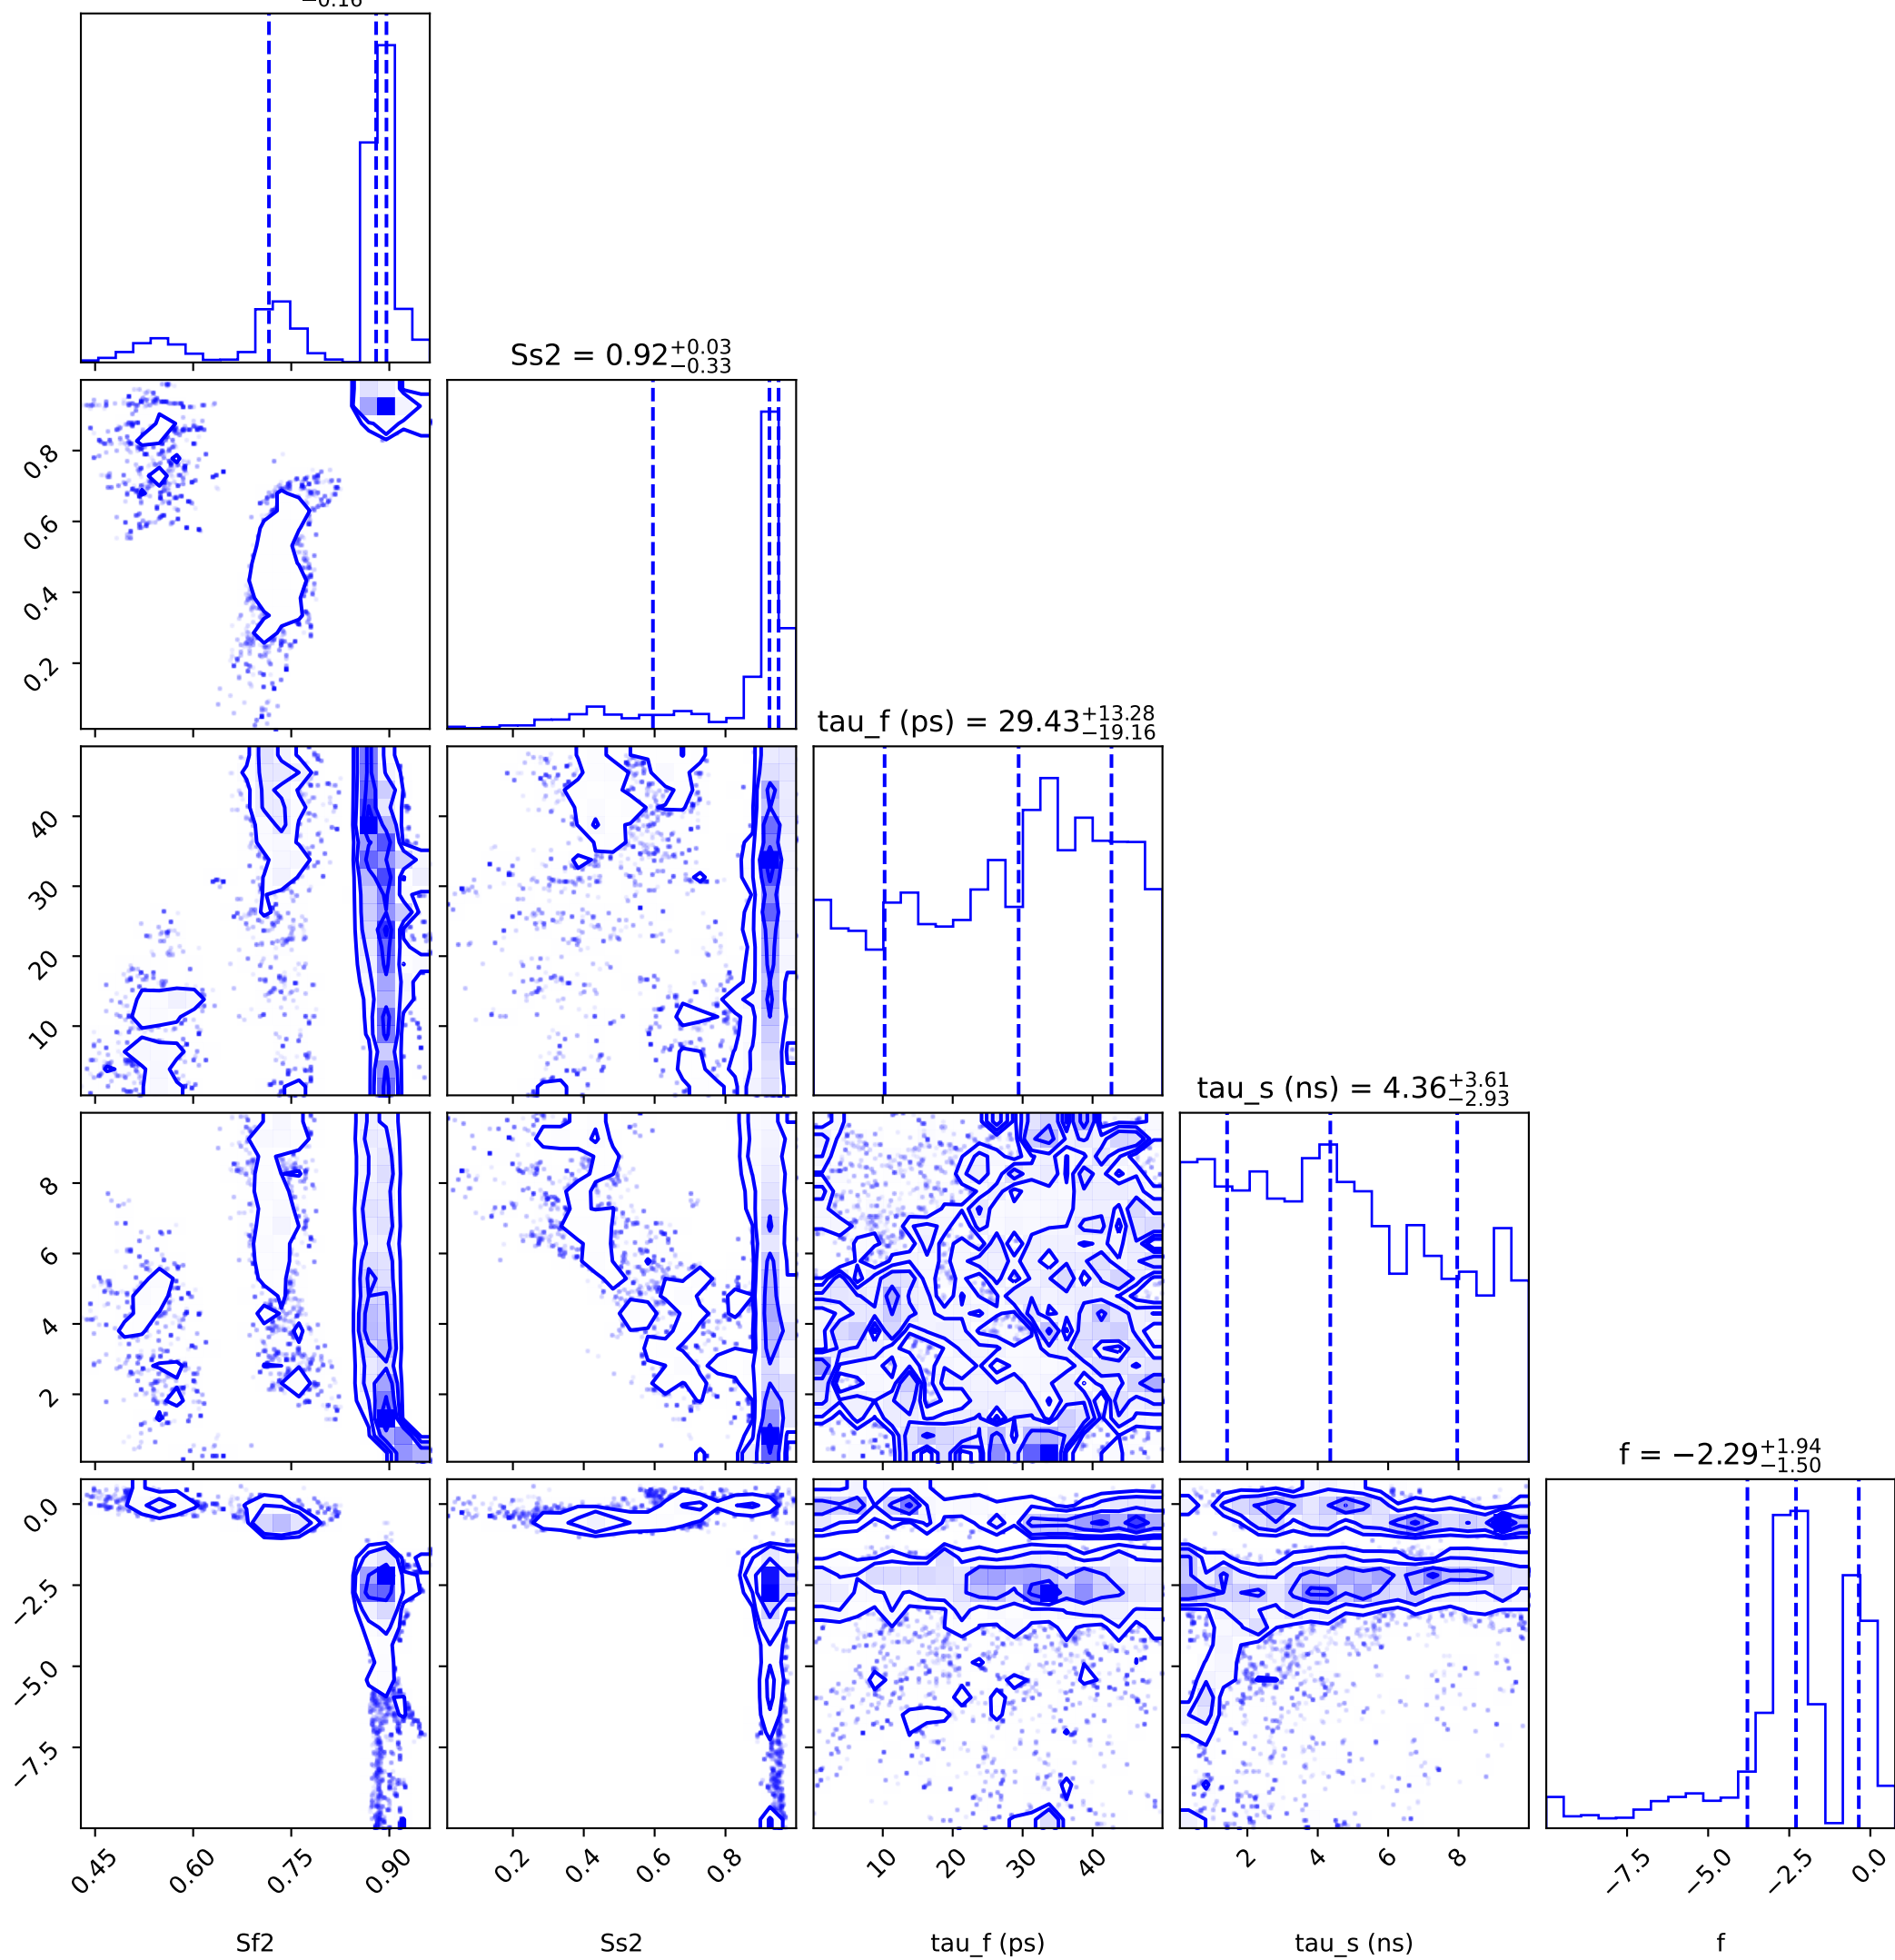 −0.16
Ss2 = 0.92 +0.03 −0.33
0.8
0.6
0.4
0.2
tau_f (ps) = 29.43 +13.28 −19.16
40
30
20
10
tau_s (ns) = 4.36 +3.61 −2.93
8
6
4
2
f = −2.29 +1.94 −1.50
0.0
−2.5
−5.0
−7.5
0.45 0.60 0.75 0.90 0.2 0.4 0.6 0.8 10 20 30 40 2 4 6 8 −7.5 −5.0 −2.5 0.0
Sf2 Ss2 tau_f (ps) tau_s (ns) f